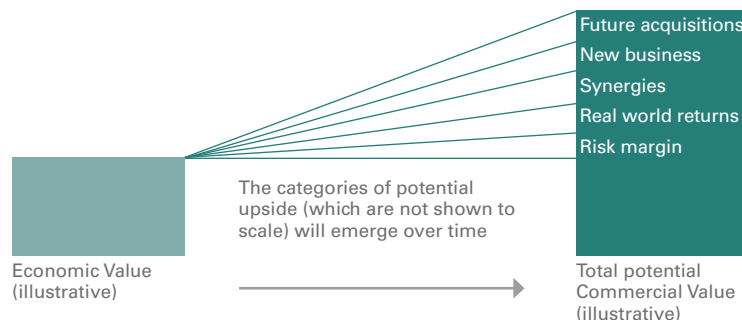 Future acquisitions
New business
Synergies
Real world returns
Risk margin
The categories of potential
upside (which are not shown to
scale) will emerge over time
Economic Value
(illustrative)
Total potential
Commercial Value
(illustrative)